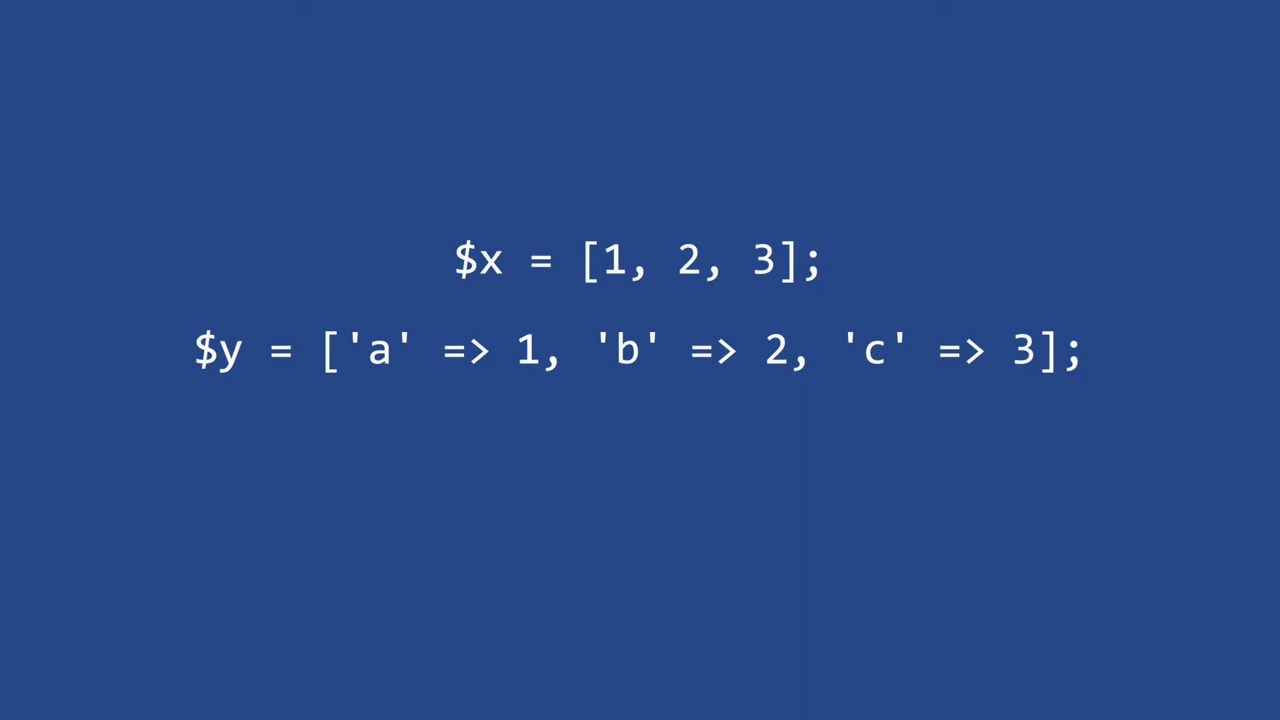 $x = [1, 2, 3];
$y = ['a' => 1, 'b' => 2, 'c' => 3];